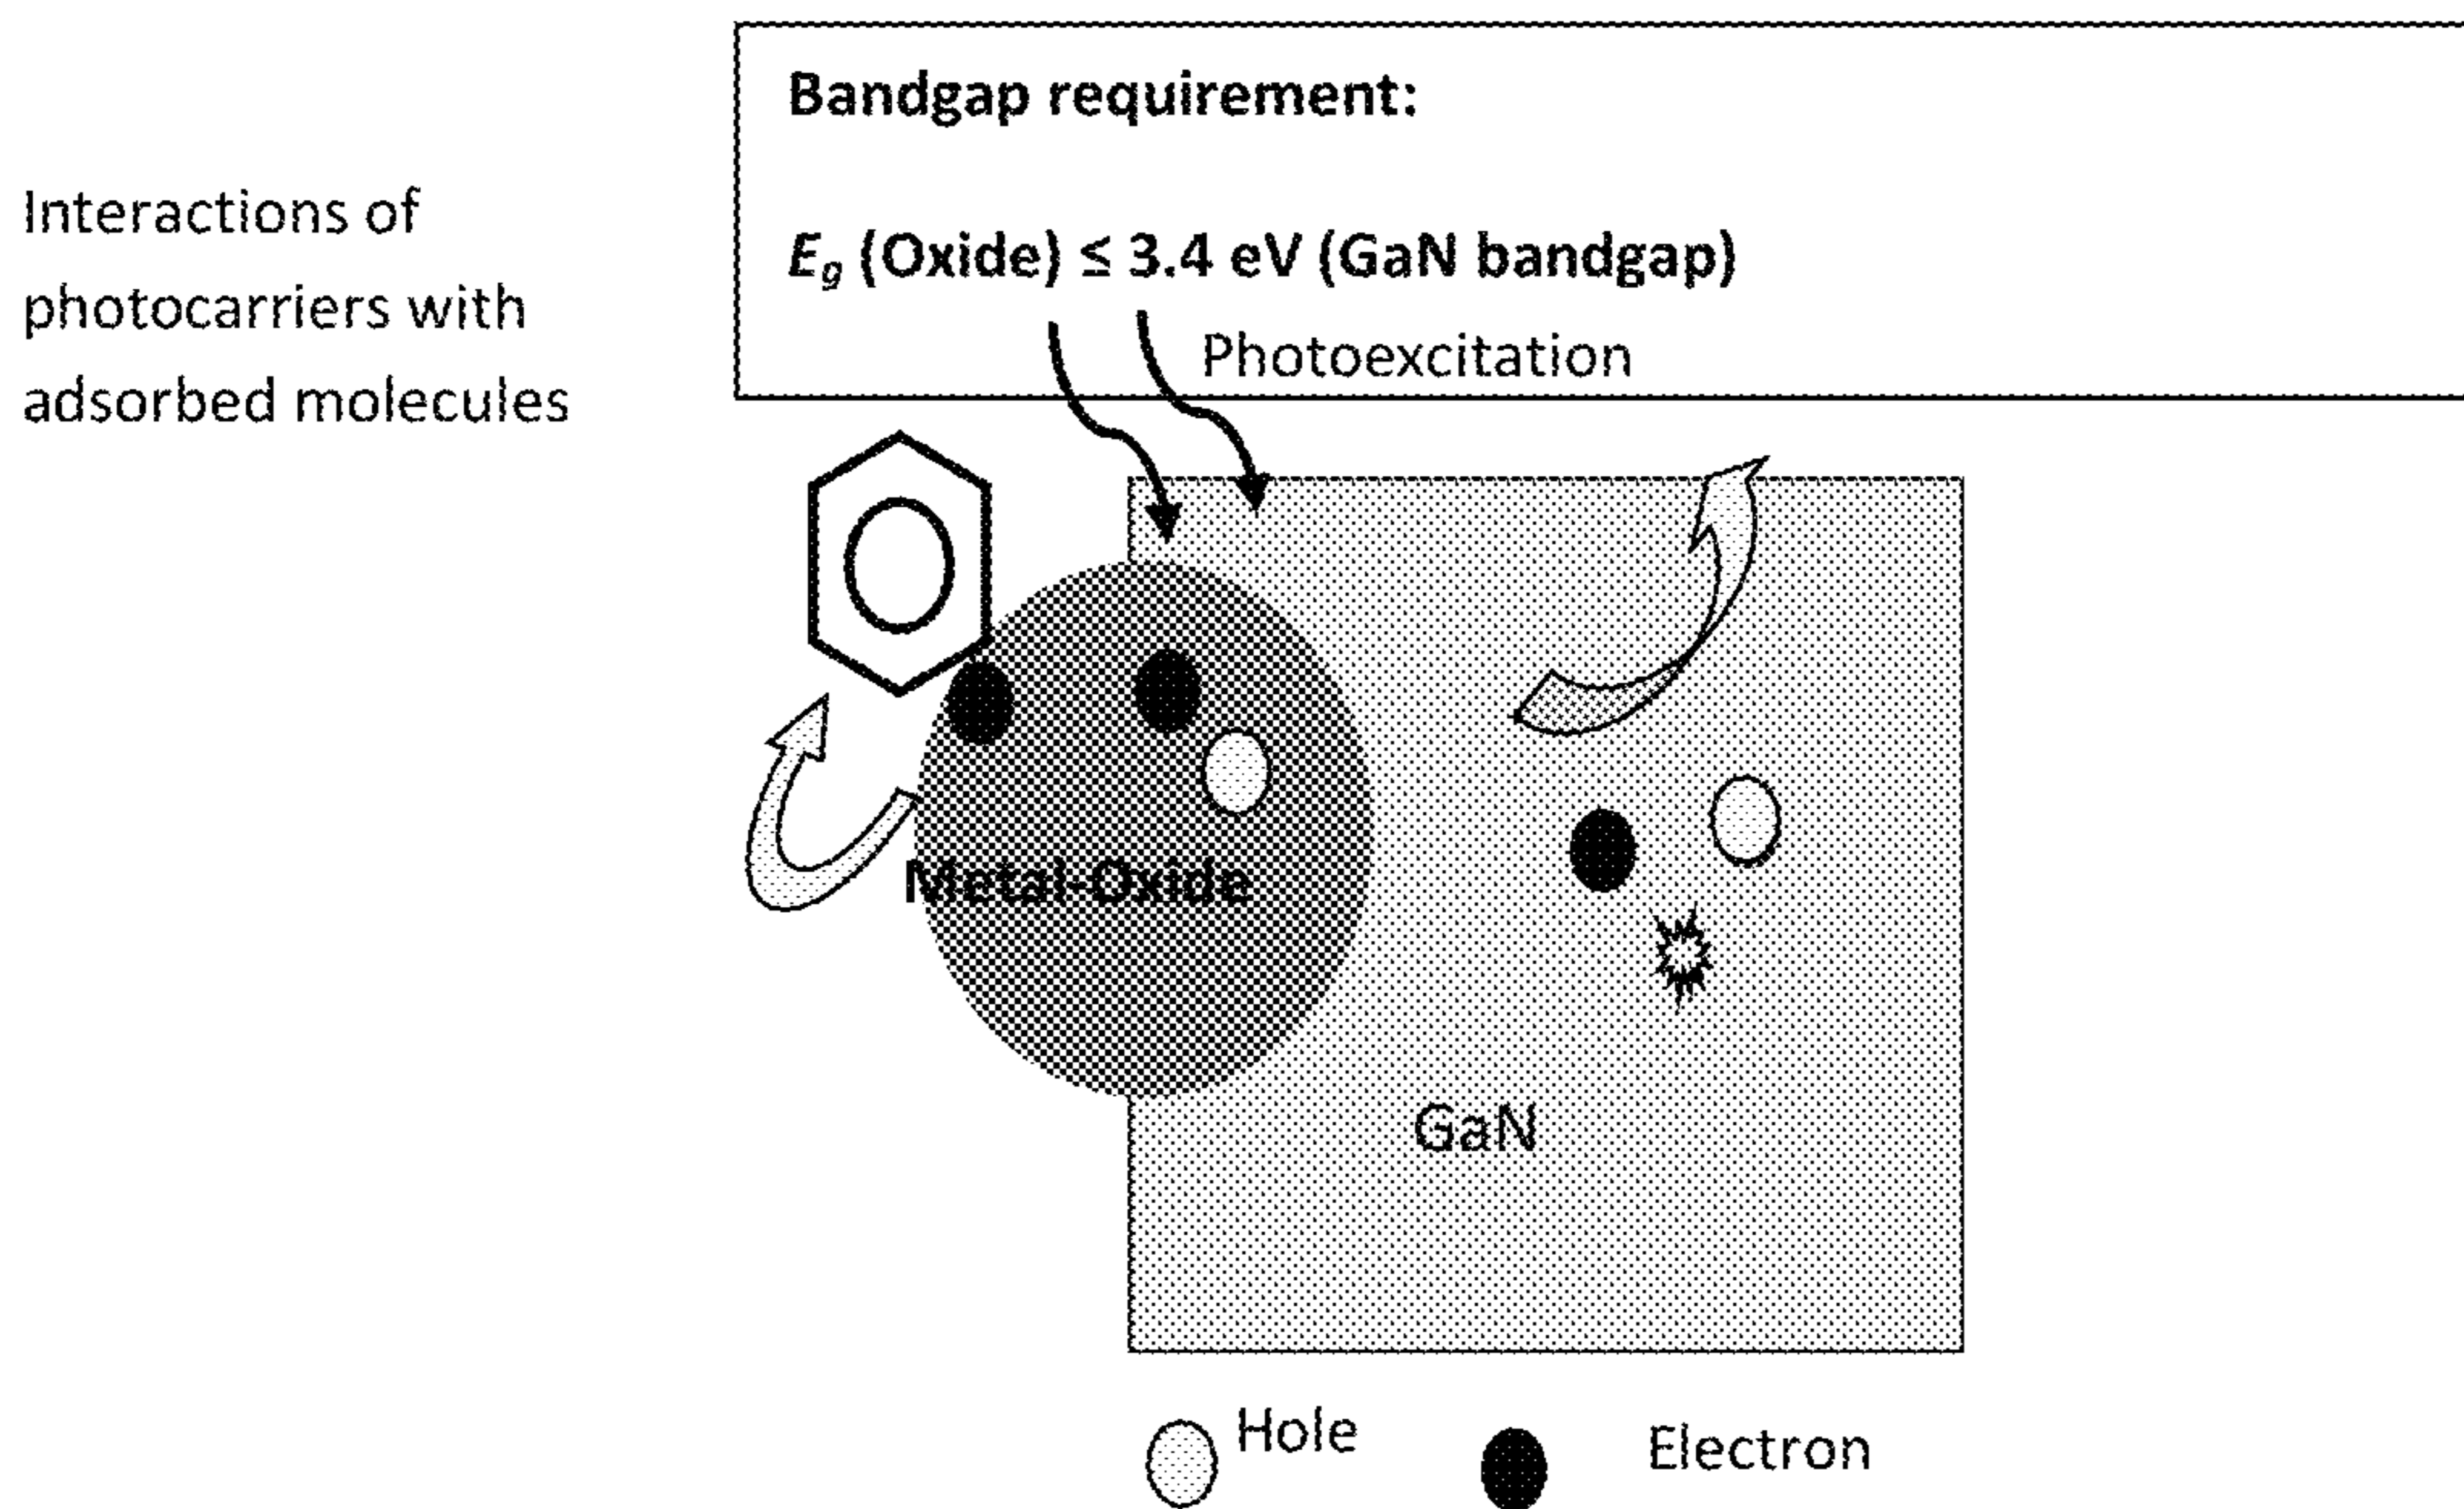 Interactions of
photocarriers with
adsorbed molecules
Bandgap requirement:
E_g (Oxide) ≤ 3.4 eV (GaN bandgap)
Photoexcitation
Metal-Oxide
GaN
Hole
Electron